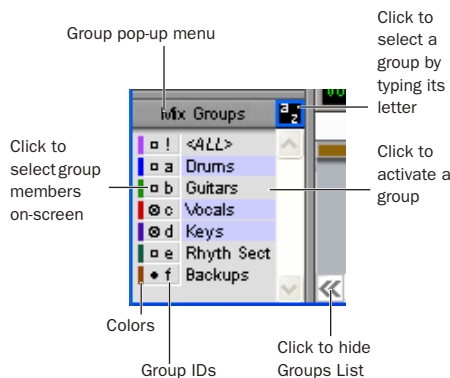 Group pop-up menu
Click to
select a
group by
typing its
letter
Mix Groups
a
z
! <ALL>
a Drums
b Guitars
c Vocals
d Keys
e Rhyth Sect
f Backups
Click to
select group
members
on-screen
Click to
activate a
group
Colors
Group IDs
Click to hide
Groups List